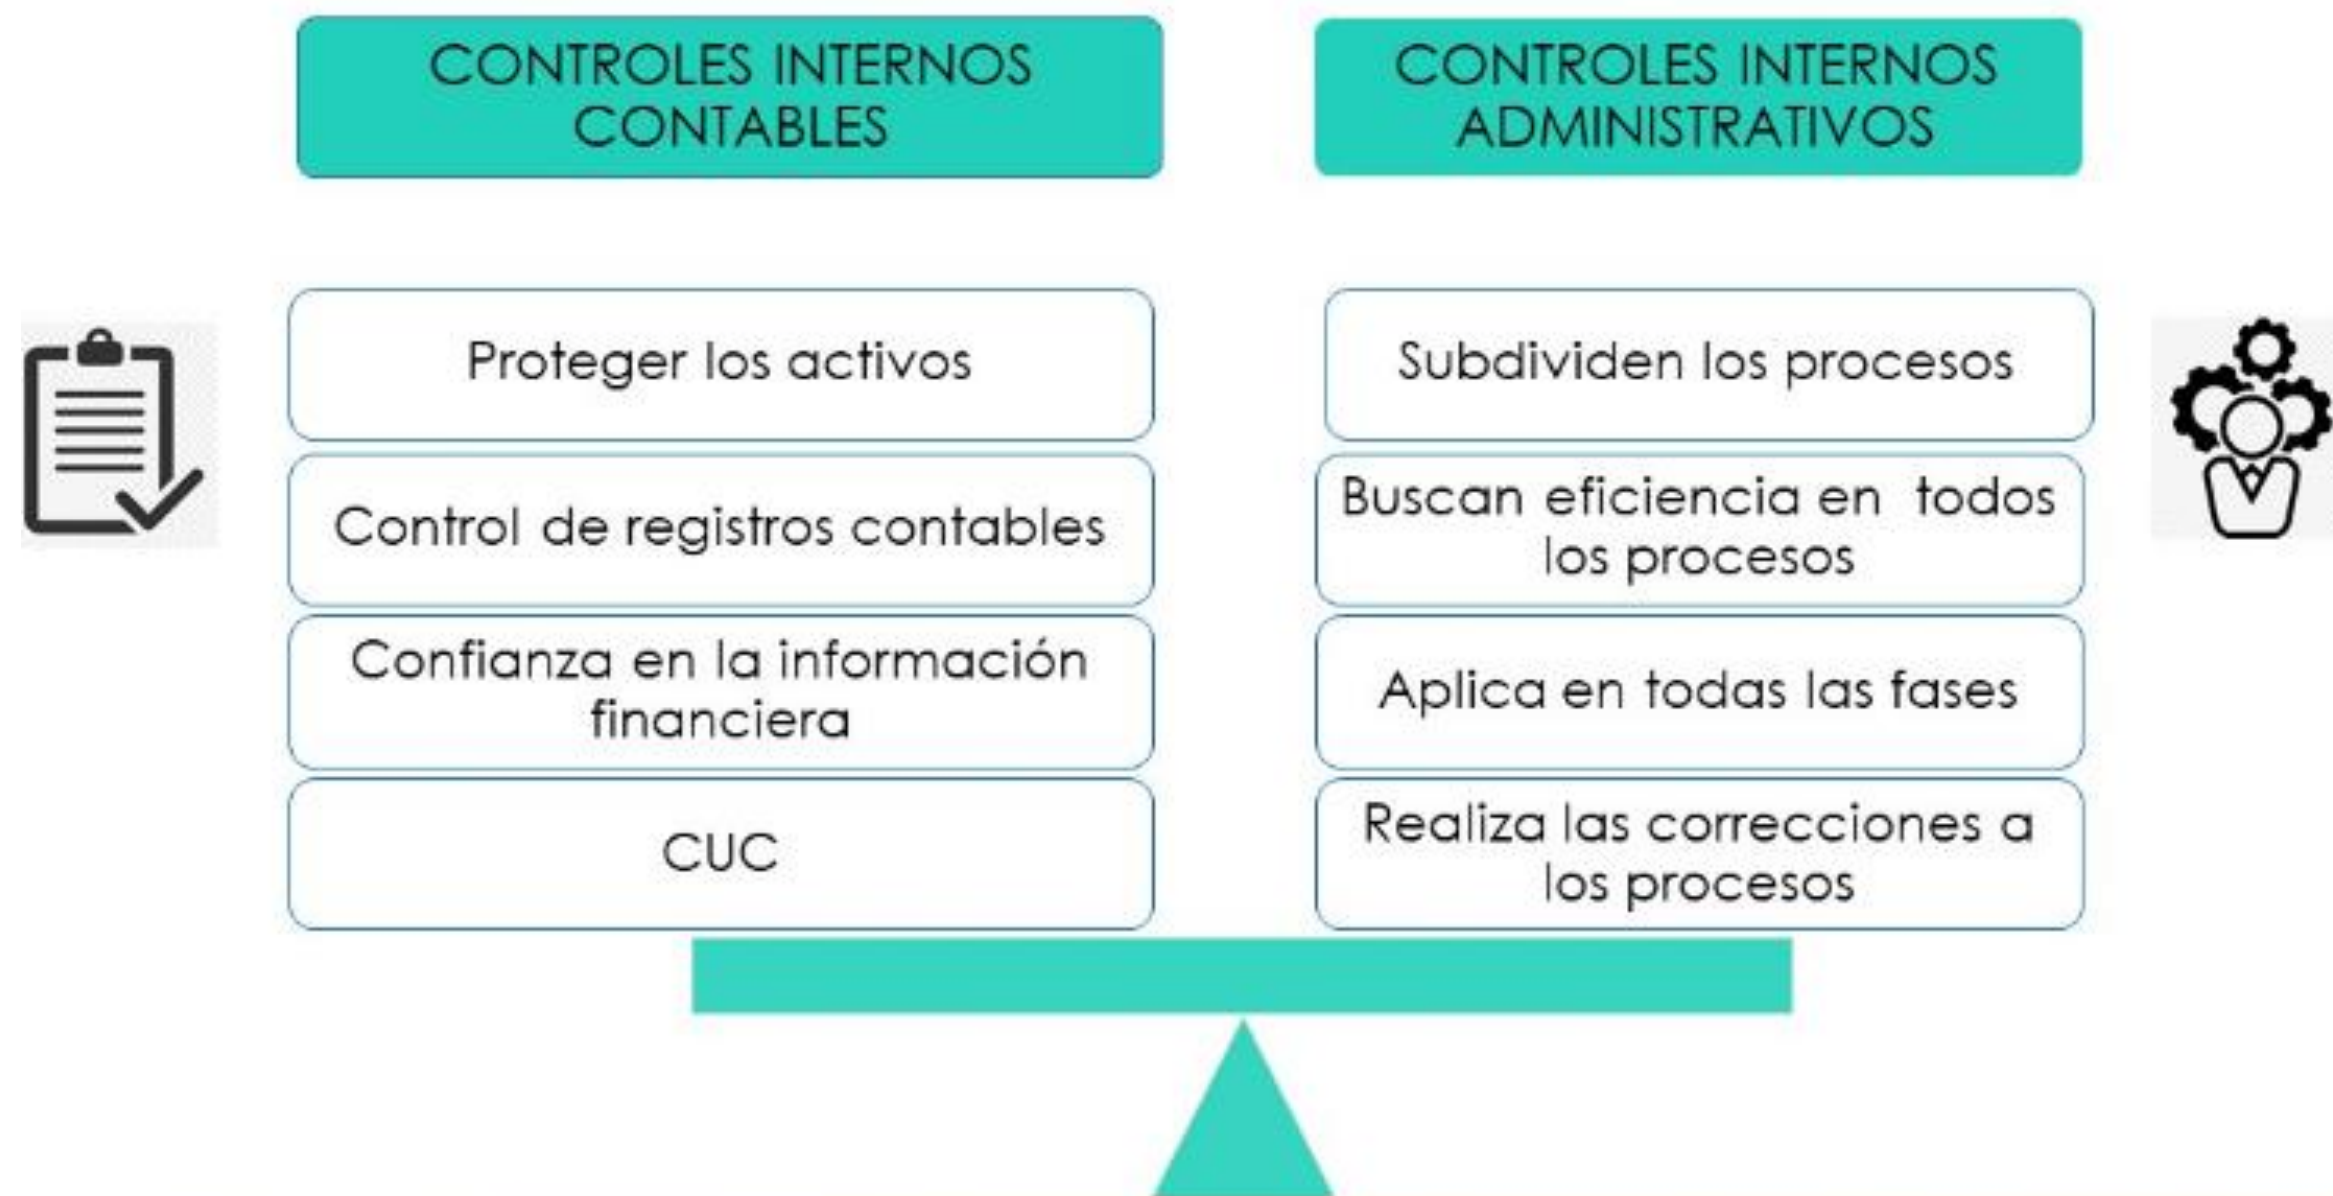 CONTROLES INTERNOS
CONTABLES
Proteger los activos
Control de registros contables
Confianza en la información
financiera
CUC
CONTROLES INTERNOS
ADMINISTRATIVOS
Subdividen los procesos
Buscan eficiencia en todos
los procesos
Aplica en todas las fases
Realiza las correcciones a
los procesos